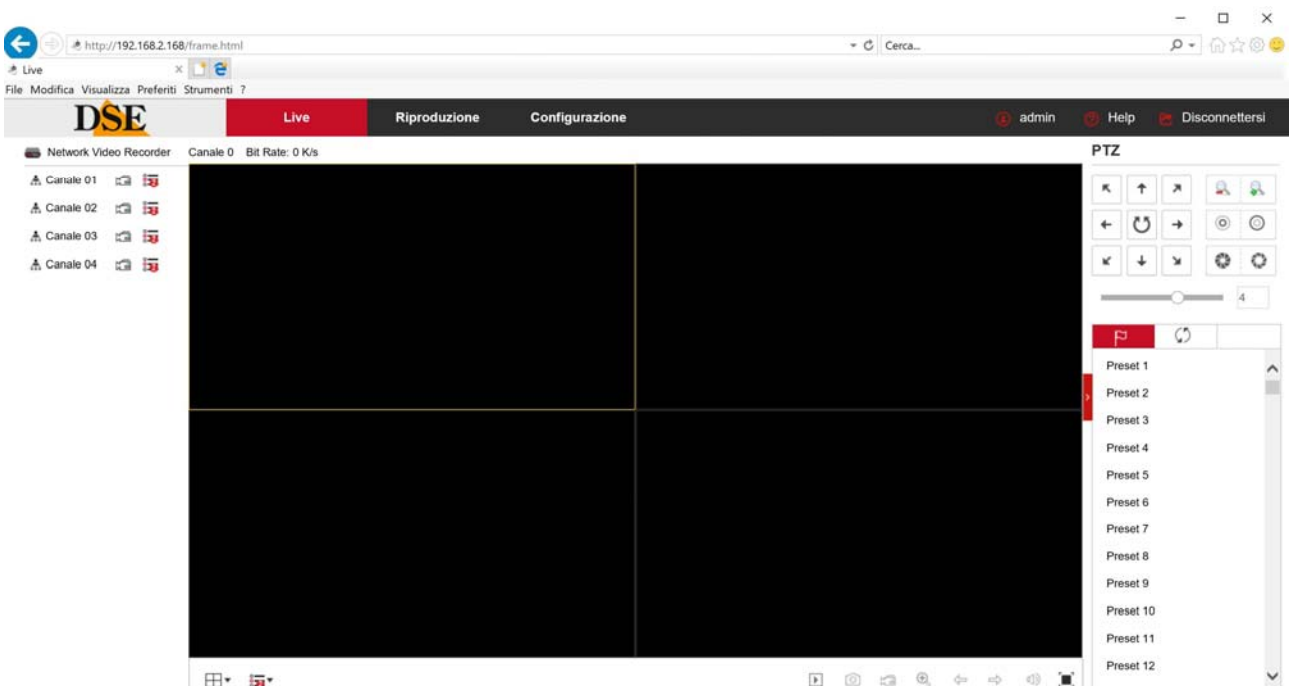 http://192.168.2.168/frame.html
Cerca...
Live
File Modifica Visualizza Preferiti Strumenti ?
DSE
Live Riproduzione Configurazione admin Help Disconnettersi
Network Video Recorder Canale 0 Bit Rate: 0 K/s PTZ
Canale 01
Canale 02
Canale 03
Canale 04
4
Preset 1
Preset 2
Preset 3
Preset 4
Preset 5
Preset 6
Preset 7
Preset 8
Preset 9
Preset 10
Preset 11
Preset 12